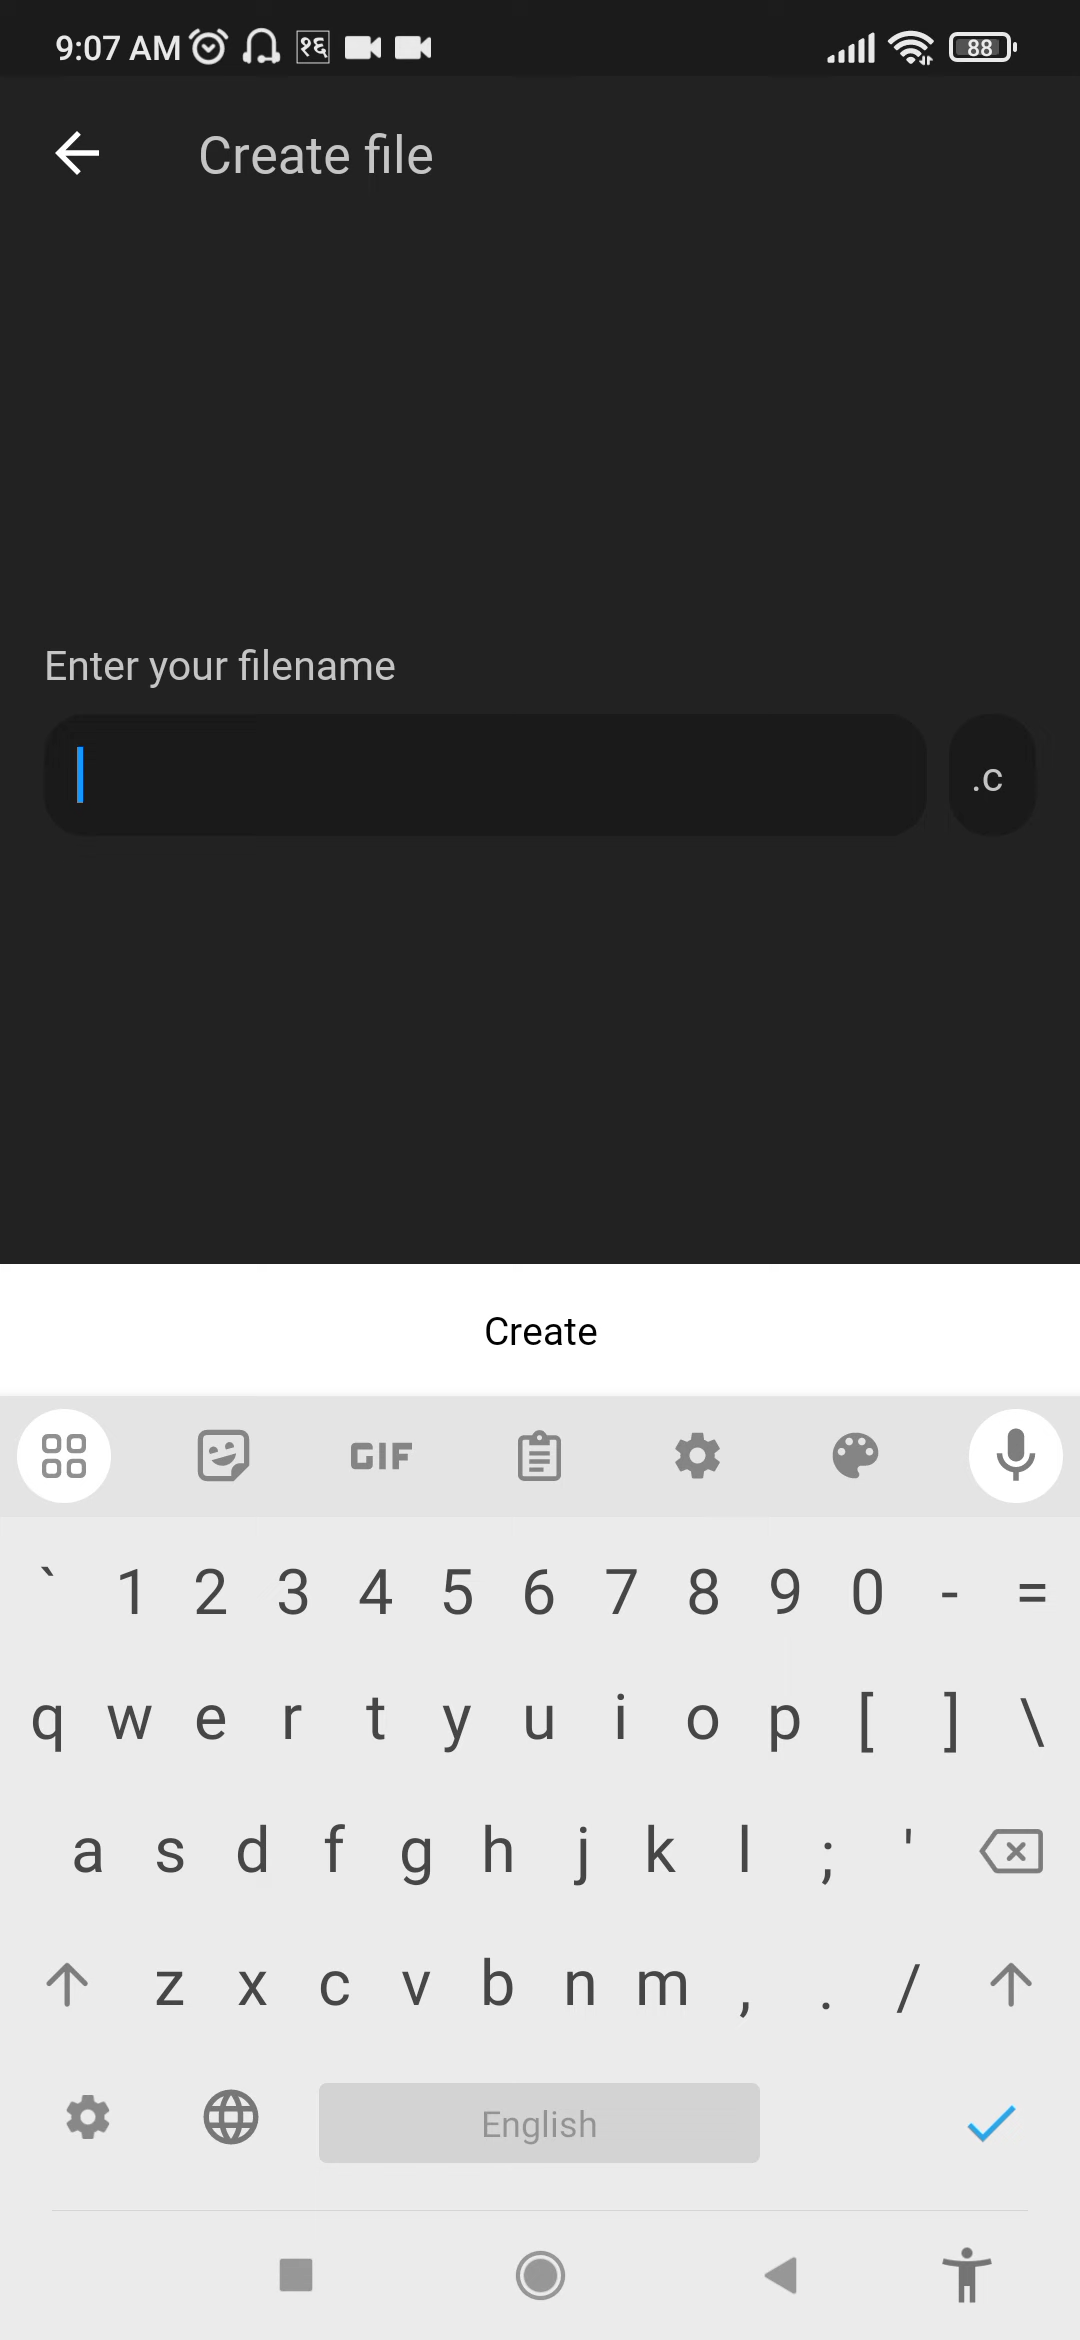 9:07 AM १६ 88
Create file
Enter your filename
.c
Create
GIF
` 1 2 3 4 5 6 7 8 9 0 - =
q w e r t y u i o p [ ] \
a s d f g h j k l ; '
z x c v b n m , . /
English